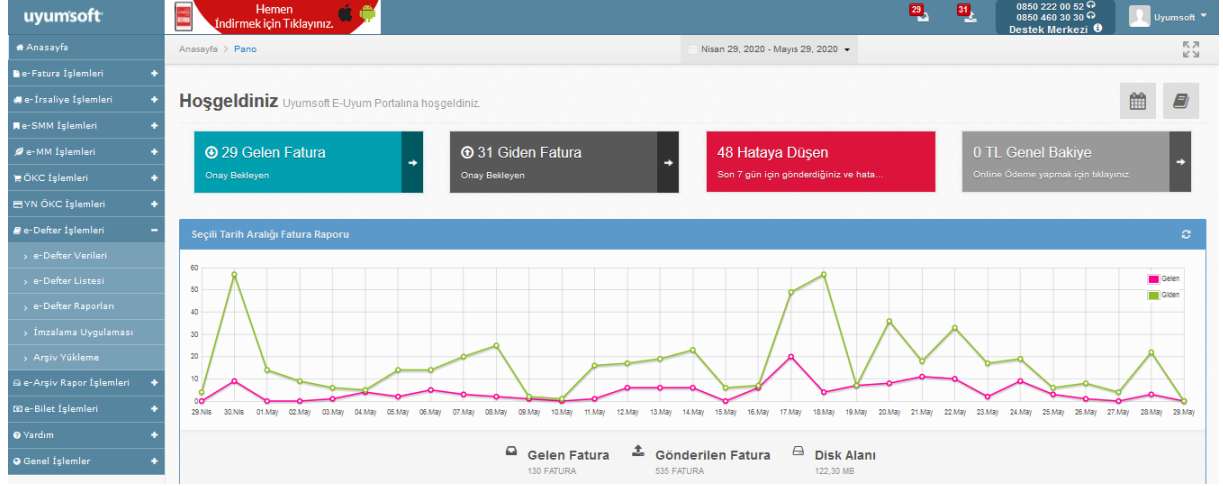 uyumsoft
Hemen
İndirmek için Tıklayınız.
29
31
0850 222 00 52
0850 460 30 30
Destek Merkezi
Uyumsoft
Anasayfa
e-Fatura İşlemleri
e-İrsaliye İşlemleri
e-SMM İşlemleri
e-MM İşlemleri
ÖKC İşlemleri
YN ÖKC İşlemleri
e-Defter İşlemleri
e-Defter Verileri
e-Defter Listesi
e-Defter Raporları
İmzalama Uygulaması
Arşiv Yükleme
e-Arşiv Rapor İşlemleri
e-Bilet İşlemleri
Yardım
Genel İşlemler
Anasayfa > Pano
Nisan 29, 2020 - Mayıs 29, 2020
Hoşgeldiniz Uyumsoft E-Uyum Portalına hoşgeldiniz.
29 Gelen Fatura
Onay Bekleyen
31 Giden Fatura
Onay Bekleyen
48 Hataya Düşen
Son 7 gün için gönderdiğiniz ve hata...
0 TL Genel Bakiye
Online Ödeme yapmak için tıklayınız
Seçili Tarih Aralığı Fatura Raporu
60
50
40
30
20
10
0
Gelen
Giden
29.Nis 30.Nis 01.May 02.May 03.May 04.May 05.May 06.May 07.May 08.May 09.May 10.May 11.May 12.May 13.May 14.May 15.May 16.May 17.May 18.May 19.May 20.May 21.May 22.May 23.May 24.May 25.May 26.May 27.May 28.May 29.May
Gelen Fatura
130 FATURA
Gönderilen Fatura
535 FATURA
Disk Alanı
122,30 MB